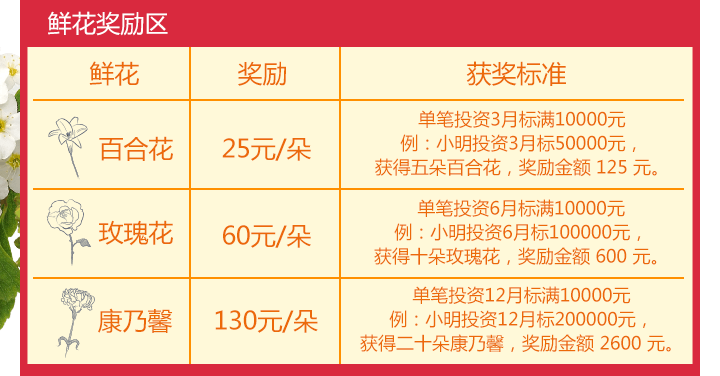 鲜花奖励区
鲜花 奖励 获奖标准
百合花 25元/朵
单笔投资3月标满10000元
例：小明投资3月标50000元，
获得五朵百合花，奖励金额 125 元。
玫瑰花 60元/朵
单笔投资6月标满10000元
例：小明投资6月标100000元，
获得十朵玫瑰花，奖励金额 600 元。
康乃馨 130元/朵
单笔投资12月标满10000元
例：小明投资12月标200000元，
获得二十朵康乃馨，奖励金额 2600 元。